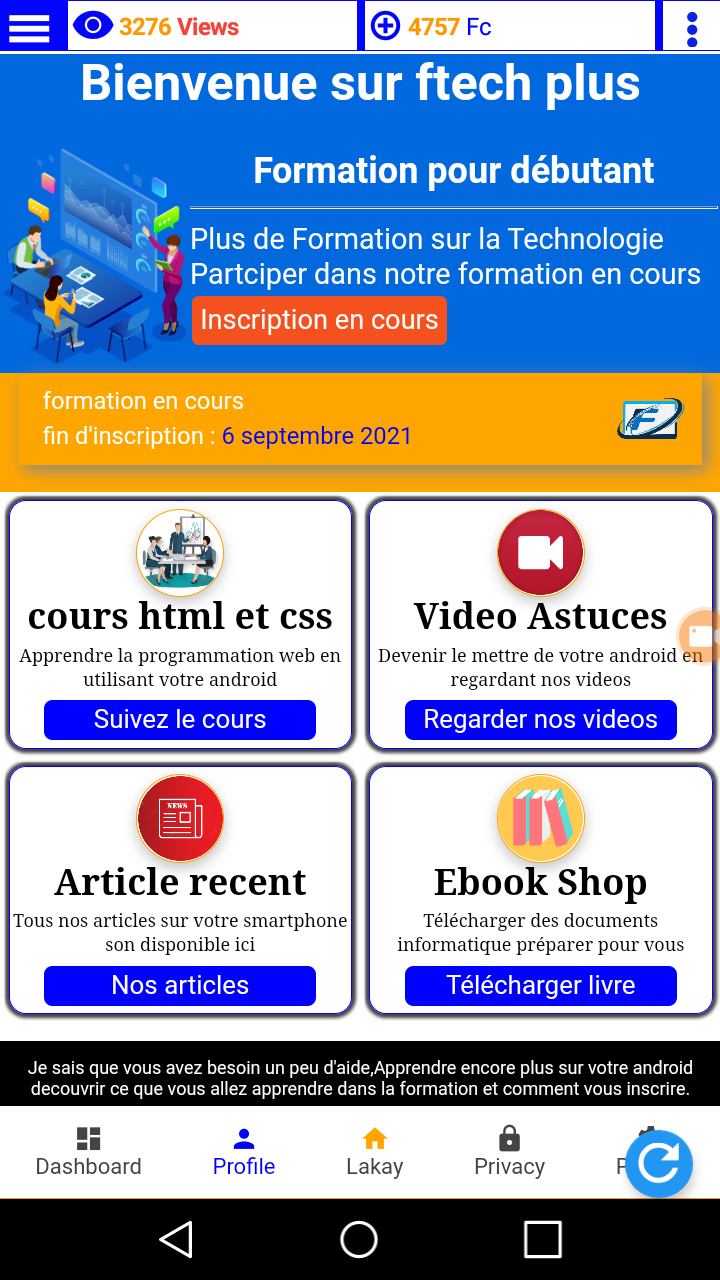 3276 Views
4757 Fc
Bienvenue sur ftech plus
Formation pour débutant
Plus de Formation sur la Technologie
Partciper dans notre formation en cours
Inscription en cours
formation en cours
fin d'inscription : 6 septembre 2021
F
cours html et css
Apprendre la programmation web en
utilisant votre android
Suivez le cours
Video Astuces
Devenir le mettre de votre android en
regardant nos videos
Regarder nos videos
NEWS
Article recent
Tous nos articles sur votre smartphone
son disponible ici
Nos articles
Ebook Shop
Télécharger des documents
informatique préparer pour vous
Télécharger livre
Je sais que vous avez besoin un peu d'aide,Apprendre encore plus sur votre android
decouvrir ce que vous allez apprendre dans la formation et comment vous inscrire.
Dashboard
Profile
Lakay
Privacy